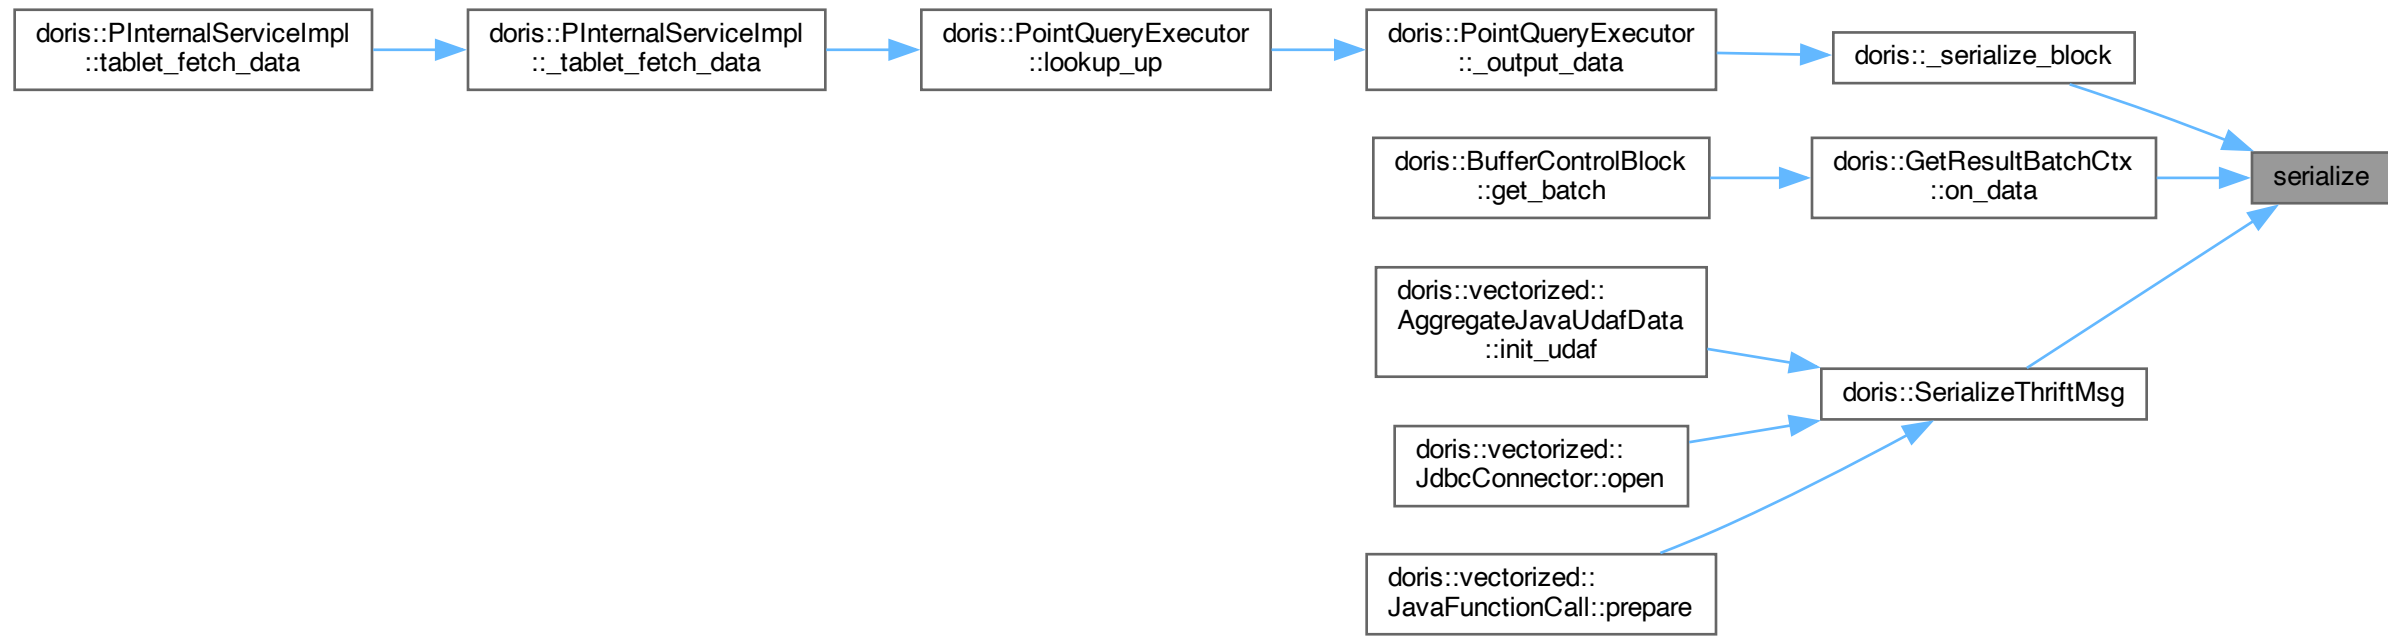 doris::PInternalServiceImpl
::tablet_fetch_data
doris::PInternalServiceImpl
::_tablet_fetch_data
doris::PointQueryExecutor
::lookup_up
doris::PointQueryExecutor
::_output_data
doris::_serialize_block
doris::BufferControlBlock
::get_batch
doris::GetResultBatchCtx
::on_data
serialize
doris::vectorized::
AggregateJavaUdafData
::init_udaf
doris::SerializeThriftMsg
doris::vectorized::
JdbcConnector::open
doris::vectorized::
JavaFunctionCall::prepare